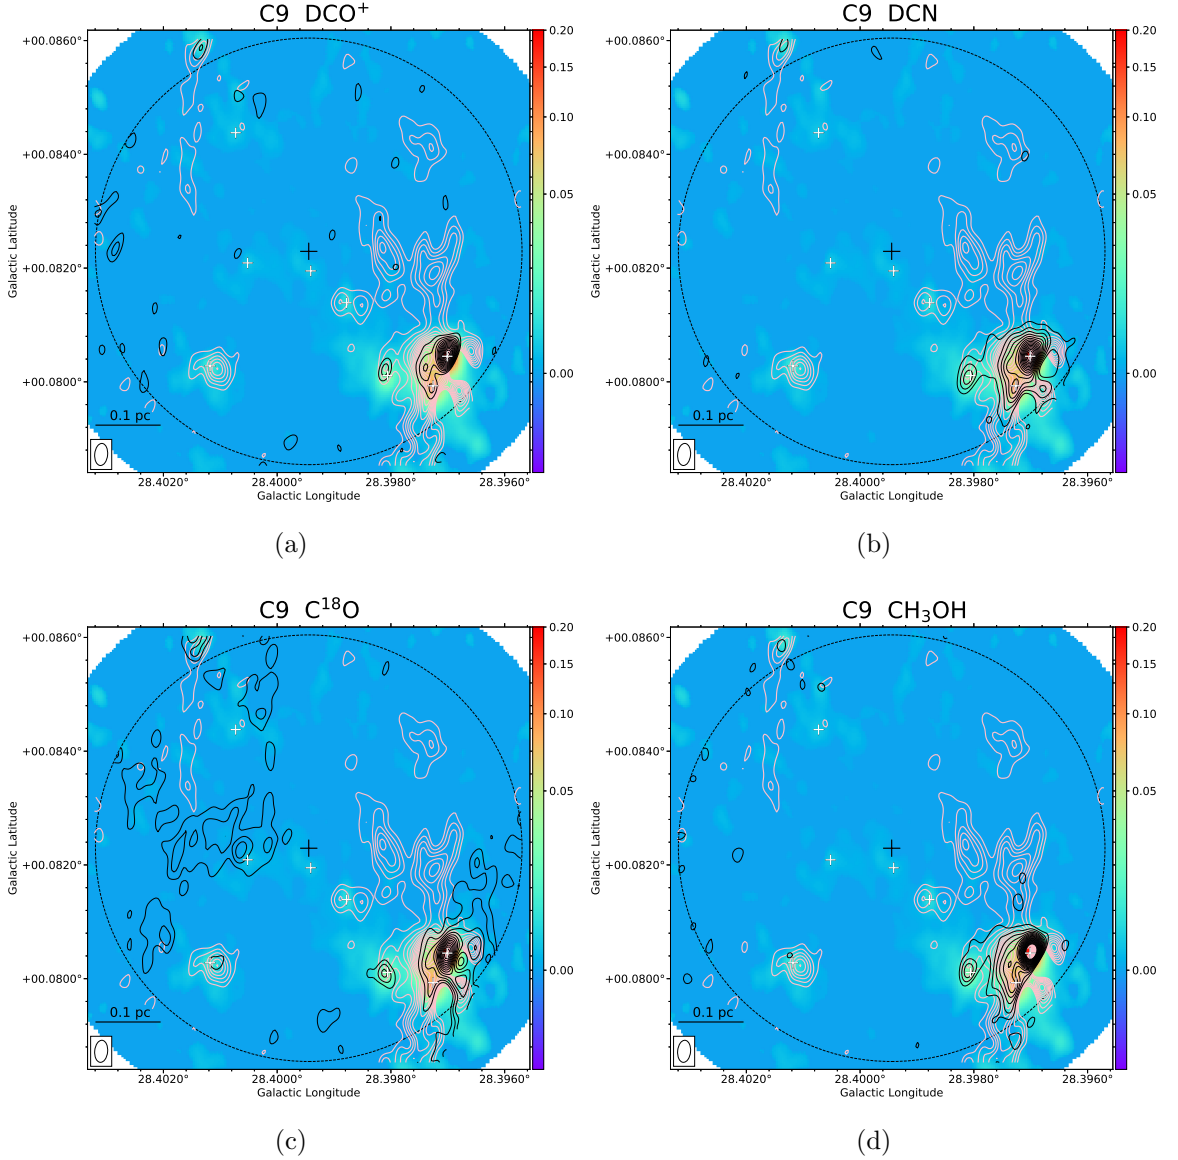 C9 DCO⁺
C9 DCN
+00.0860°
+00.0840°
+00.0820°
+00.0800°
Galactic Latitude
0.1 pc
28.4020°
28.4000°
28.3980°
28.3960°
Galactic Longitude
0.20
0.15
0.10
0.05
0.00
+00.0860°
+00.0840°
+00.0820°
+00.0800°
Galactic Latitude
0.1 pc
28.4020°
28.4000°
28.3980°
28.3960°
Galactic Longitude
0.20
0.15
0.10
0.05
0.00
(a)
(b)
C9 C¹⁸O
C9 CH₃OH
+00.0860°
+00.0840°
+00.0820°
+00.0800°
Galactic Latitude
0.1 pc
28.4020°
28.4000°
28.3980°
28.3960°
Galactic Longitude
0.20
0.15
0.10
0.05
0.00
+00.0860°
+00.0840°
+00.0820°
+00.0800°
Galactic Latitude
0.1 pc
28.4020°
28.4000°
28.3980°
28.3960°
Galactic Longitude
0.20
0.15
0.10
0.05
0.00
(c)
(d)